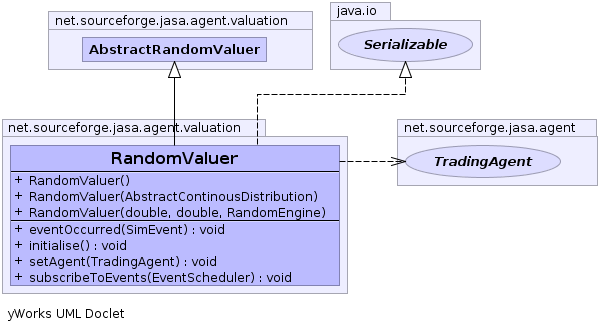 net.sourceforge.jasa.agent.valuation
AbstractRandomValuer
java.io
Serializable
net.sourceforge.jasa.agent.valuation
RandomValuer
+ RandomValuer()
+ RandomValuer(AbstractContinousDistribution)
+ RandomValuer(double, double, RandomEngine)
+ eventOccurred(SimEvent) : void
+ initialise() : void
+ setAgent(TradingAgent) : void
+ subscribeToEvents(EventScheduler) : void
net.sourceforge.jasa.agent
TradingAgent
yWorks UML Doclet